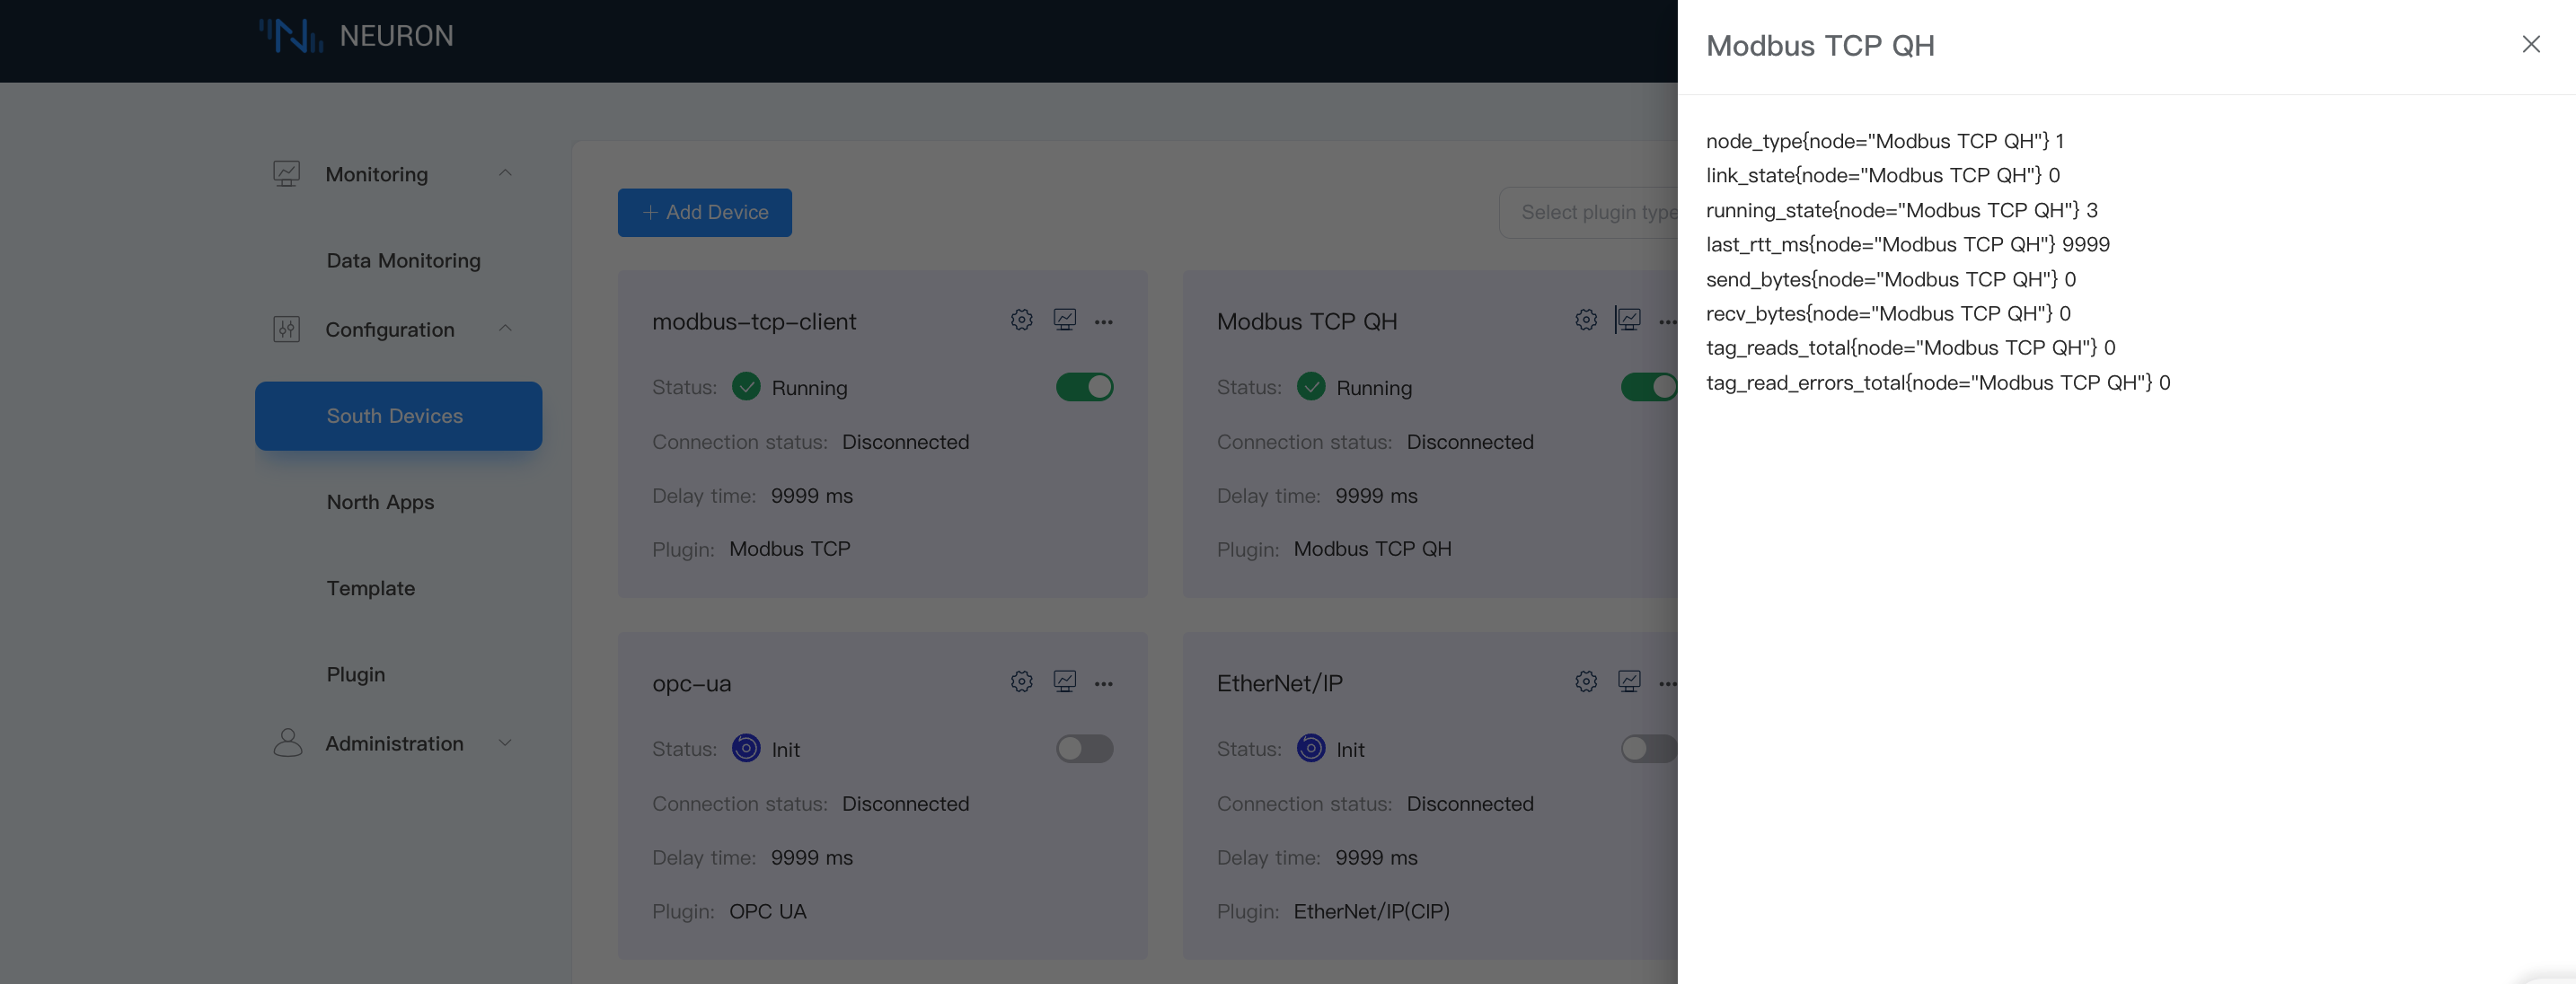 NEURON
Monitoring
Data Monitoring
Configuration
South Devices
North Apps
Template
Plugin
Administration
Add Device
Select plugin type
modbus-tcp-client
Status: Running
Connection status: Disconnected
Delay time: 9999 ms
Plugin: Modbus TCP
Modbus TCP QH
Status: Running
Connection status: Disconnected
Delay time: 9999 ms
Plugin: Modbus TCP QH
opc-ua
Status: Init
Connection status: Disconnected
Delay time: 9999 ms
Plugin: OPC UA
EtherNet/IP
Status: Init
Connection status: Disconnected
Delay time: 9999 ms
Plugin: EtherNet/IP(CIP)
Modbus TCP QH
node_type{node="Modbus TCP QH"} 1
link_state{node="Modbus TCP QH"} 0
running_state{node="Modbus TCP QH"} 3
last_rtt_ms{node="Modbus TCP QH"} 9999
send_bytes{node="Modbus TCP QH"} 0
recv_bytes{node="Modbus TCP QH"} 0
tag_reads_total{node="Modbus TCP QH"} 0
tag_read_errors_total{node="Modbus TCP QH"} 0